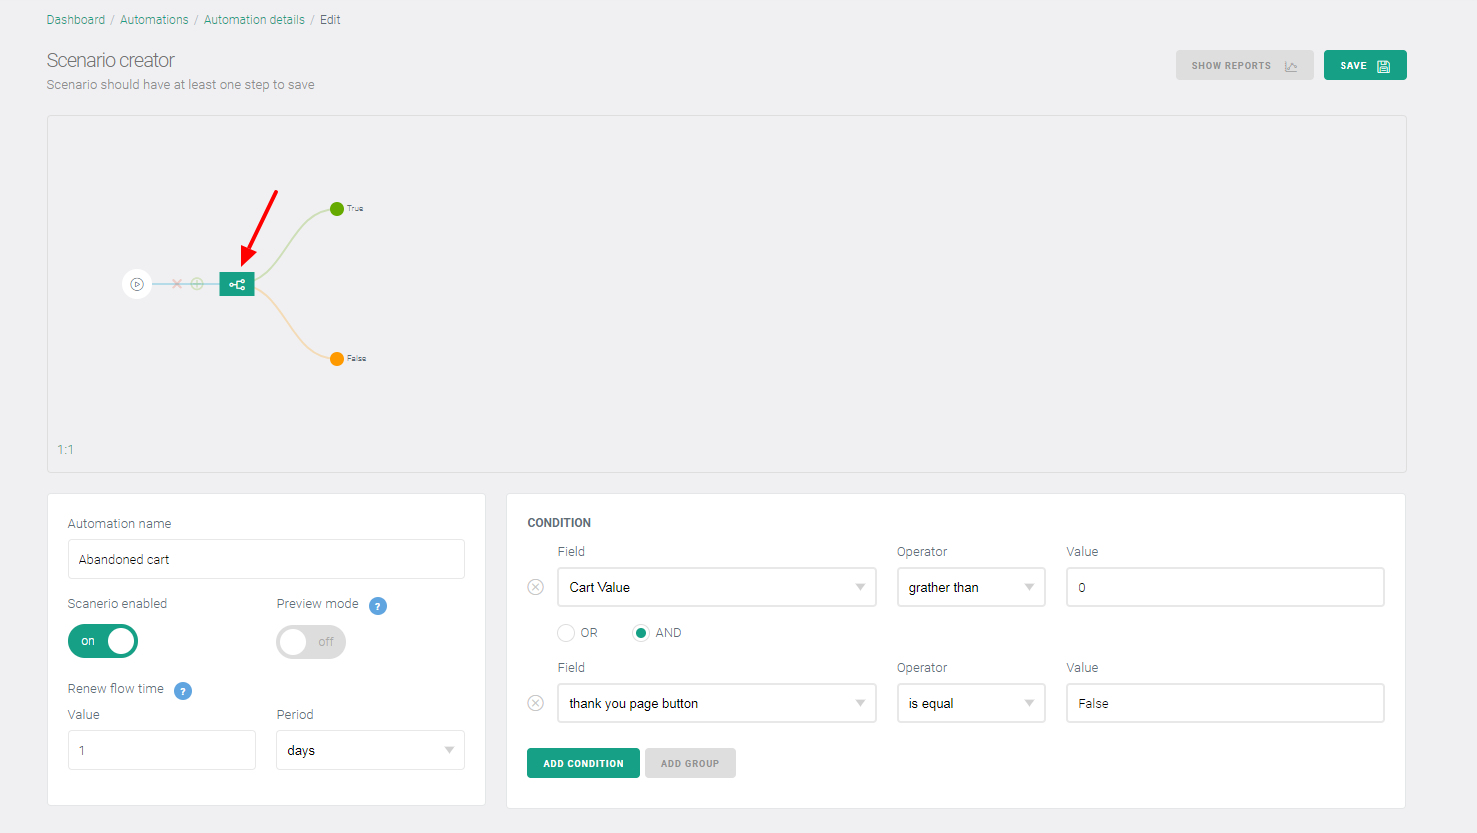 Dashboard / Automations / Automation details / Edit
Scenario creator
Scenario should have at least one step to save
SHOW REPORTS
SAVE
True
False
1:1
Automation name
Abandoned cart
Scanerio enabled
Preview mode ?
on
off
Renew flow time ?
Value
Period
1
days
CONDITION
Field
Operator
Value
Cart Value
grather than
0
OR
AND
Field
Operator
Value
thank you page button
is equal
False
ADD CONDITION
ADD GROUP